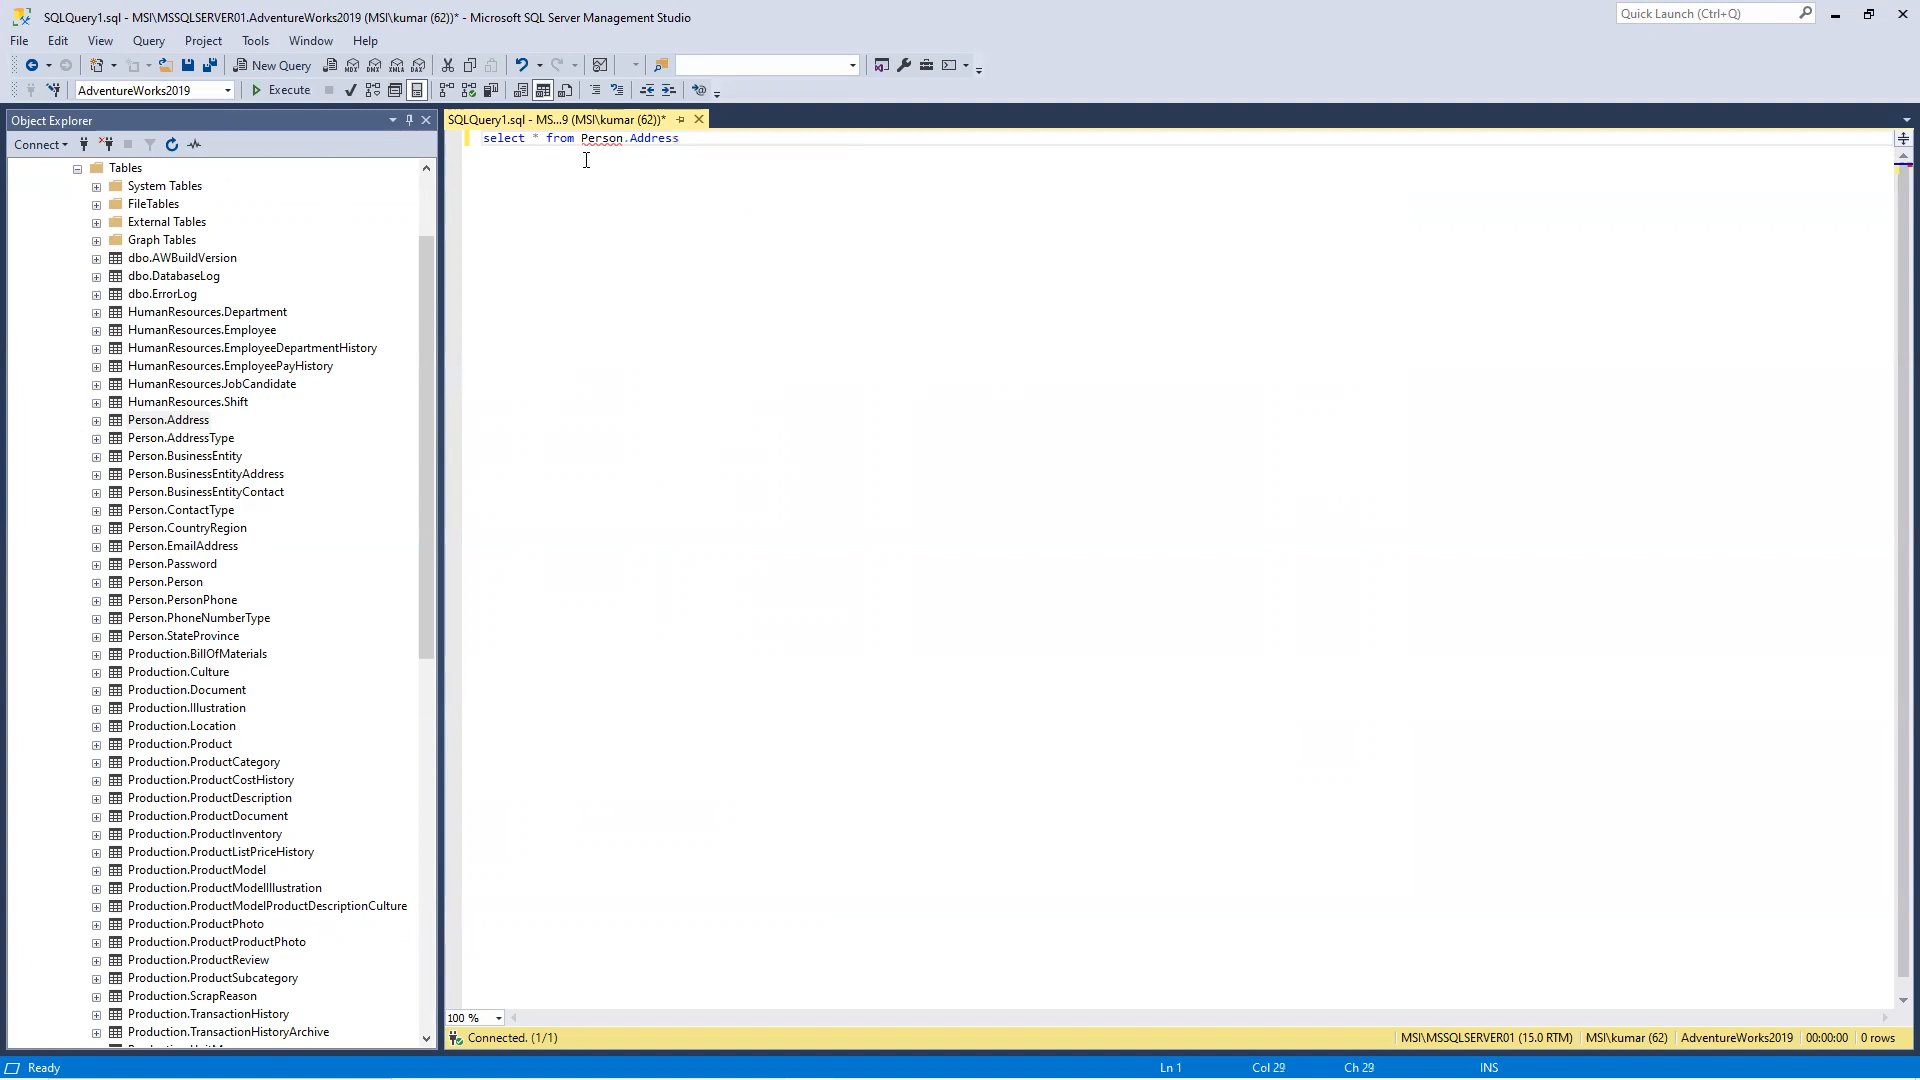 SQLQuery1.sql - MSI\MSSQLSERVER01.AdventureWorks2019 (MSI\kumar (62))* - Microsoft SQL Server Management Studio
Quick Launch (Ctrl+Q)
File Edit View Query Project Tools Window Help
New Query
AdventureWorks2019 Execute
Object Explorer
SQLQuery1.sql - MS...9 (MSI\kumar (62))*
Connect
select * from Person.Address
Tables
System Tables
FileTables
External Tables
Graph Tables
dbo.AWBuildVersion
dbo.DatabaseLog
dbo.ErrorLog
HumanResources.Department
HumanResources.Employee
HumanResources.EmployeeDepartmentHistory
HumanResources.EmployeePayHistory
HumanResources.JobCandidate
HumanResources.Shift
Person.Address
Person.AddressType
Person.BusinessEntity
Person.BusinessEntityAddress
Person.BusinessEntityContact
Person.ContactType
Person.CountryRegion
Person.EmailAddress
Person.Password
Person.Person
Person.PersonPhone
Person.PhoneNumberType
Person.StateProvince
Production.BillOfMaterials
Production.Culture
Production.Document
Production.Illustration
Production.Location
Production.Product
Production.ProductCategory
Production.ProductCostHistory
Production.ProductDescription
Production.ProductDocument
Production.ProductInventory
Production.ProductListPriceHistory
Production.ProductModel
Production.ProductModelIllustration
Production.ProductModelProductDescriptionCulture
Production.ProductPhoto
Production.ProductProductPhoto
Production.ProductReview
Production.ProductSubcategory
Production.ScrapReason
Production.TransactionHistory
Production.TransactionHistoryArchive
100 %
Connected. (1/1)
MSI\MSSQLSERVER01 (15.0 RTM) MSI\kumar (62) AdventureWorks2019 00:00:00 0 rows
Ready
Ln 1 Col 29 Ch 29 INS